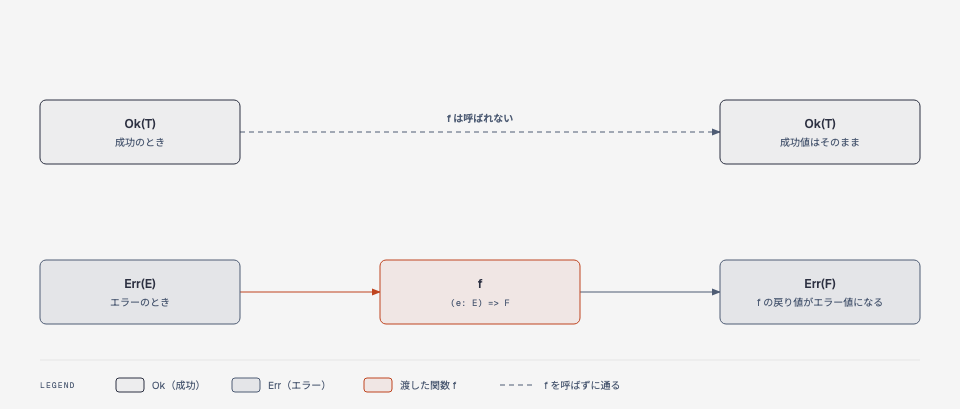 f は呼ばれない
Ok(T)
成功のとき
Ok(T)
成功値はそのまま
Err(E)
エラーのとき
f
(e: E) => F
Err(F)
f の戻り値がエラー値になる
LEGEND
Ok（成功）
Err（エラー）
渡した関数 f
f を呼ばずに通る